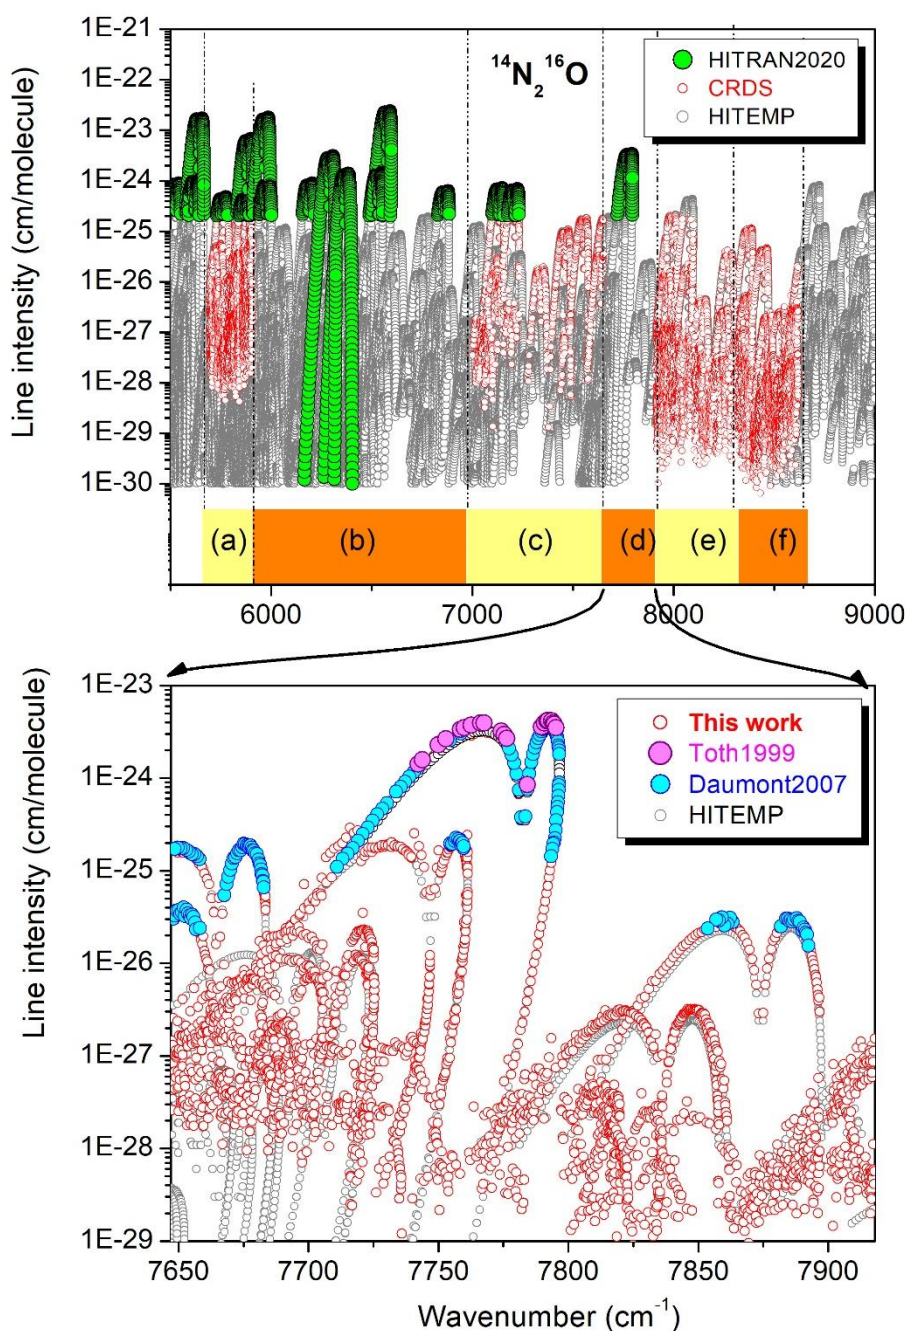 1E-21
1E-22
1E-23
1E-24
1E-25
1E-26
1E-27
1E-28
1E-29
1E-30
Line intensity (cm/molecule)
¹⁴N₂¹⁶O
HITRAN2020
CRDS
HITEMP
(a) (b) (c) (d) (e) (f)
6000 7000 8000 9000
1E-23
1E-24
1E-25
1E-26
1E-27
1E-28
1E-29
Line intensity (cm/molecule)
This work
Toth1999
Daumont2007
HITEMP
7650 7700 7750 7800 7850 7900
Wavenumber (cm⁻¹)